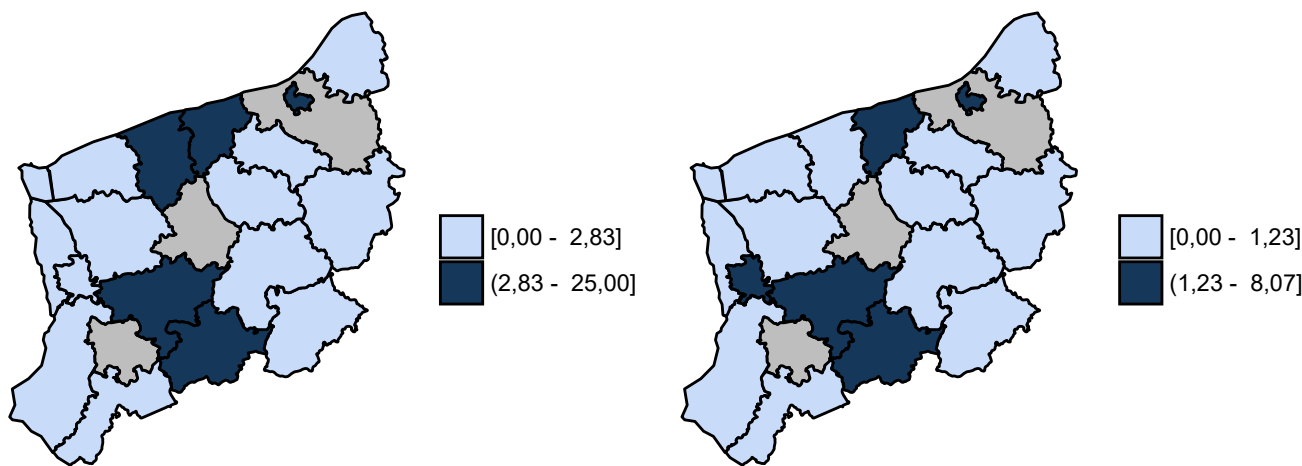 [0,00 - 2,83]
(2,83 - 25,00]
[0,00 - 1,23]
(1,23 - 8,07]